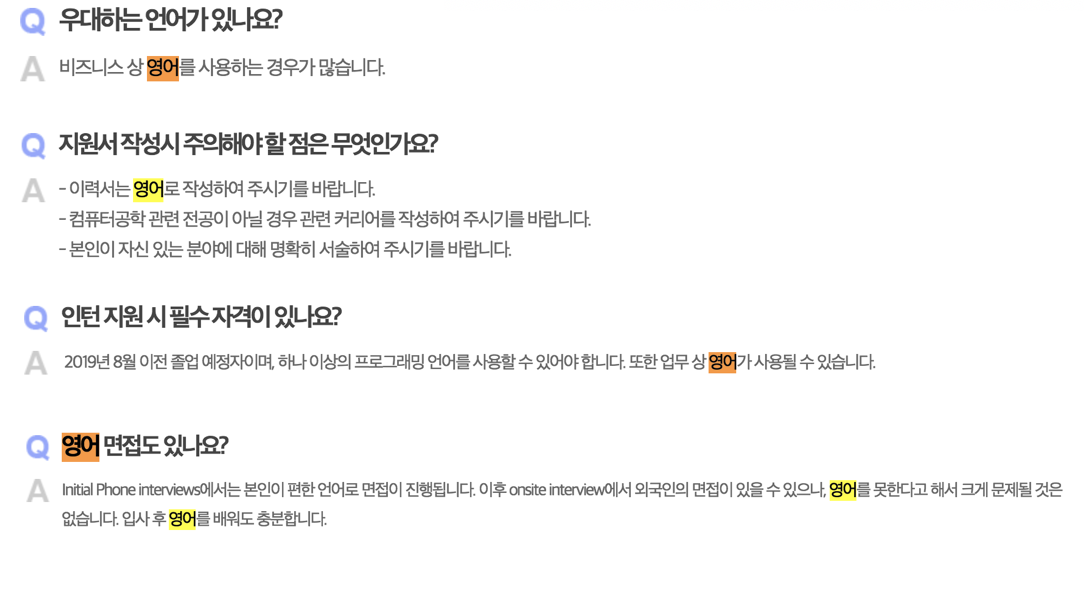 Q 우대하는 언어가 있나요?
A 비즈니스 상 영어를 사용하는 경우가 많습니다.
Q 지원서 작성시 주의해야 할 점은 무엇인가요?
A - 이력서는 영어로 작성하여 주시기를 바랍니다.
- 컴퓨터공학 관련 전공이 아닐 경우 관련 커리어를 작성하여 주시기를 바랍니다.
- 본인이 자신 있는 분야에 대해 명확히 서술하여 주시기를 바랍니다.
Q 인턴 지원 시 필수 자격이 있나요?
A 2019년 8월 이전 졸업 예정자이며, 하나 이상의 프로그래밍 언어를 사용할 수 있어야 합니다. 또한 업무 상 영어가 사용될 수 있습니다.
Q 영어 면접도 있나요?
A Initial Phone interviews에서는 본인이 편한 언어로 면접이 진행됩니다. 이후 onsite interview에서 외국인의 면접이 있을 수 있으나, 영어를 못한다고 해서 크게 문제될 것은
없습니다. 입사 후 영어를 배워도 충분합니다.